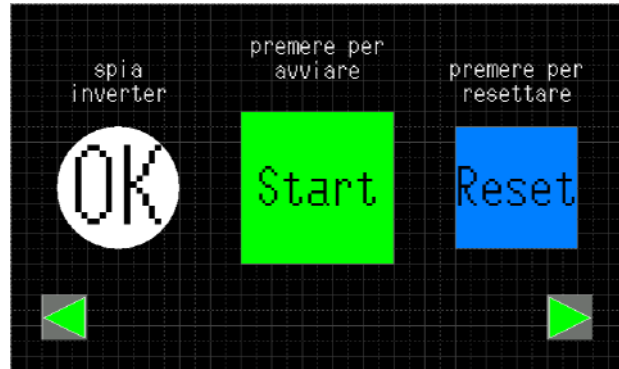 spia
inverter
OK
premere per
avviare
Start
premere per
resettare
Reset